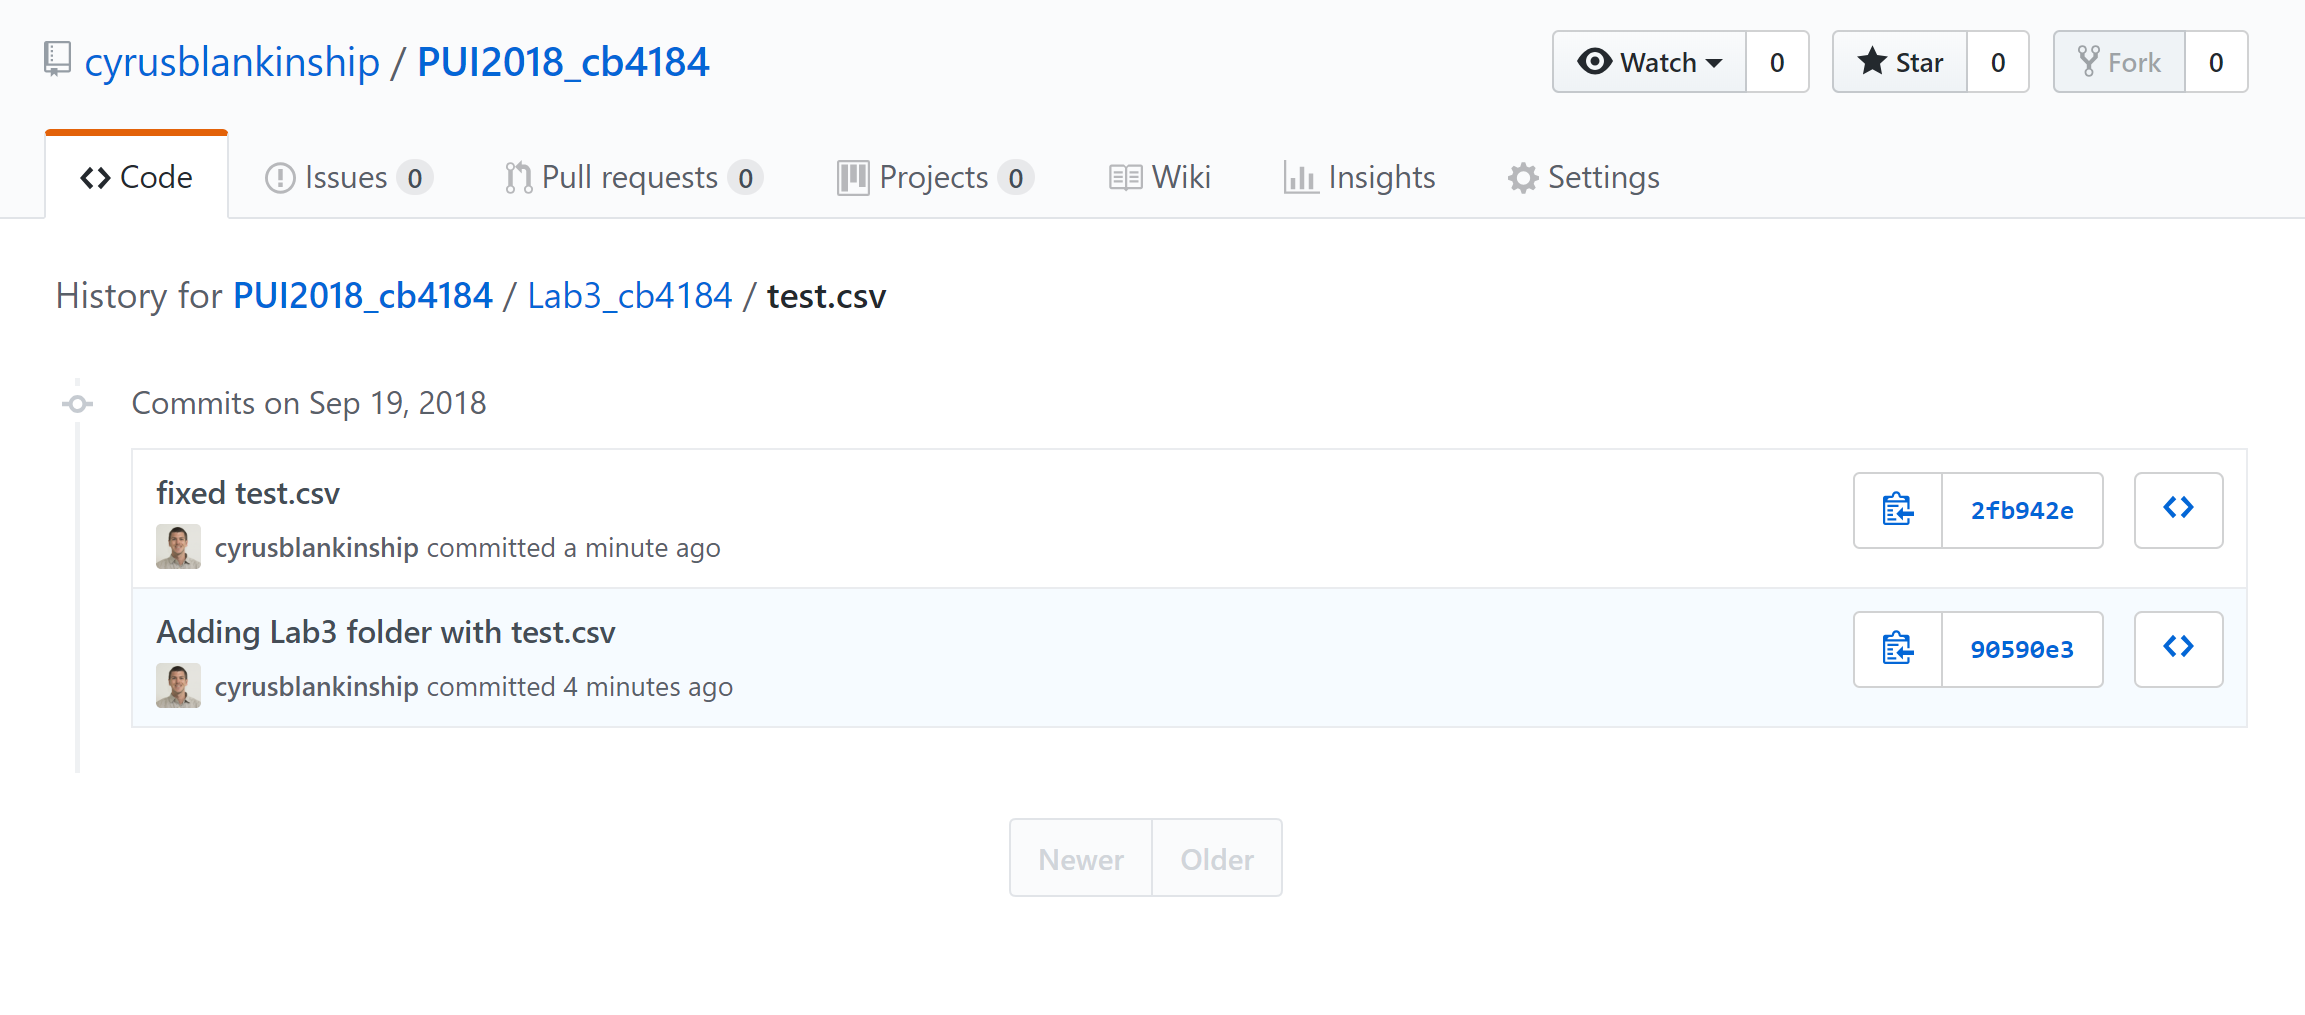 cyrusblankinship / PUI2018_cb4184
Watch 0 Star 0 Fork 0
Code Issues 0 Pull requests 0 Projects 0 Wiki Insights Settings
History for PUI2018_cb4184 / Lab3_cb4184 / test.csv
Commits on Sep 19, 2018
fixed test.csv
2fb942e
cyrusblankinship committed a minute ago
Adding Lab3 folder with test.csv
90590e3
cyrusblankinship committed 4 minutes ago
Newer Older